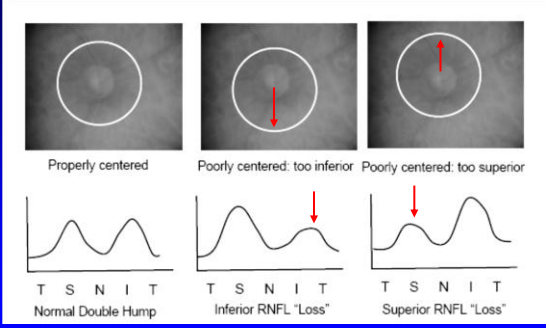 Properly centered
Poorly centered: too inferior
Poorly centered: too superior
T S N I T
T S N I T
T S N I T
Normal Double Hump
Inferior RNFL "Loss"
Superior RNFL "Loss"